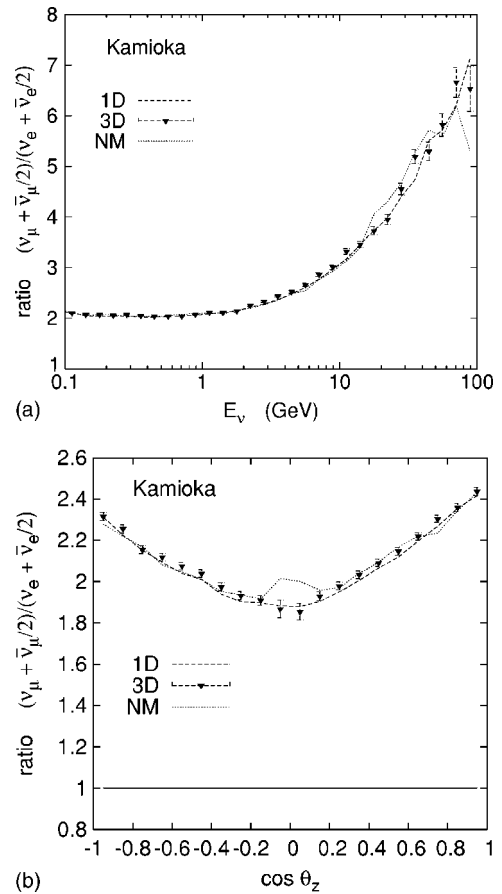 7
6
5
4
3
2
1
ratio (ν_μ + ν̄_μ/2)/(ν_e + ν̄_e/2)
Kamioka
1D
3D
NM
0.1 1 10 100
E_ν (GeV)
(a)
2.6
2.4
2.2
2
1.8
1.6
1.4
1.2
1
0.8
ratio (ν_μ + ν̄_μ/2)/(ν_e + ν̄_e/2)
Kamioka
1D
3D
NM
-1 -0.8 -0.6 -0.4 -0.2 0 0.2 0.4 0.6 0.8 1
cos θ_z
(b)